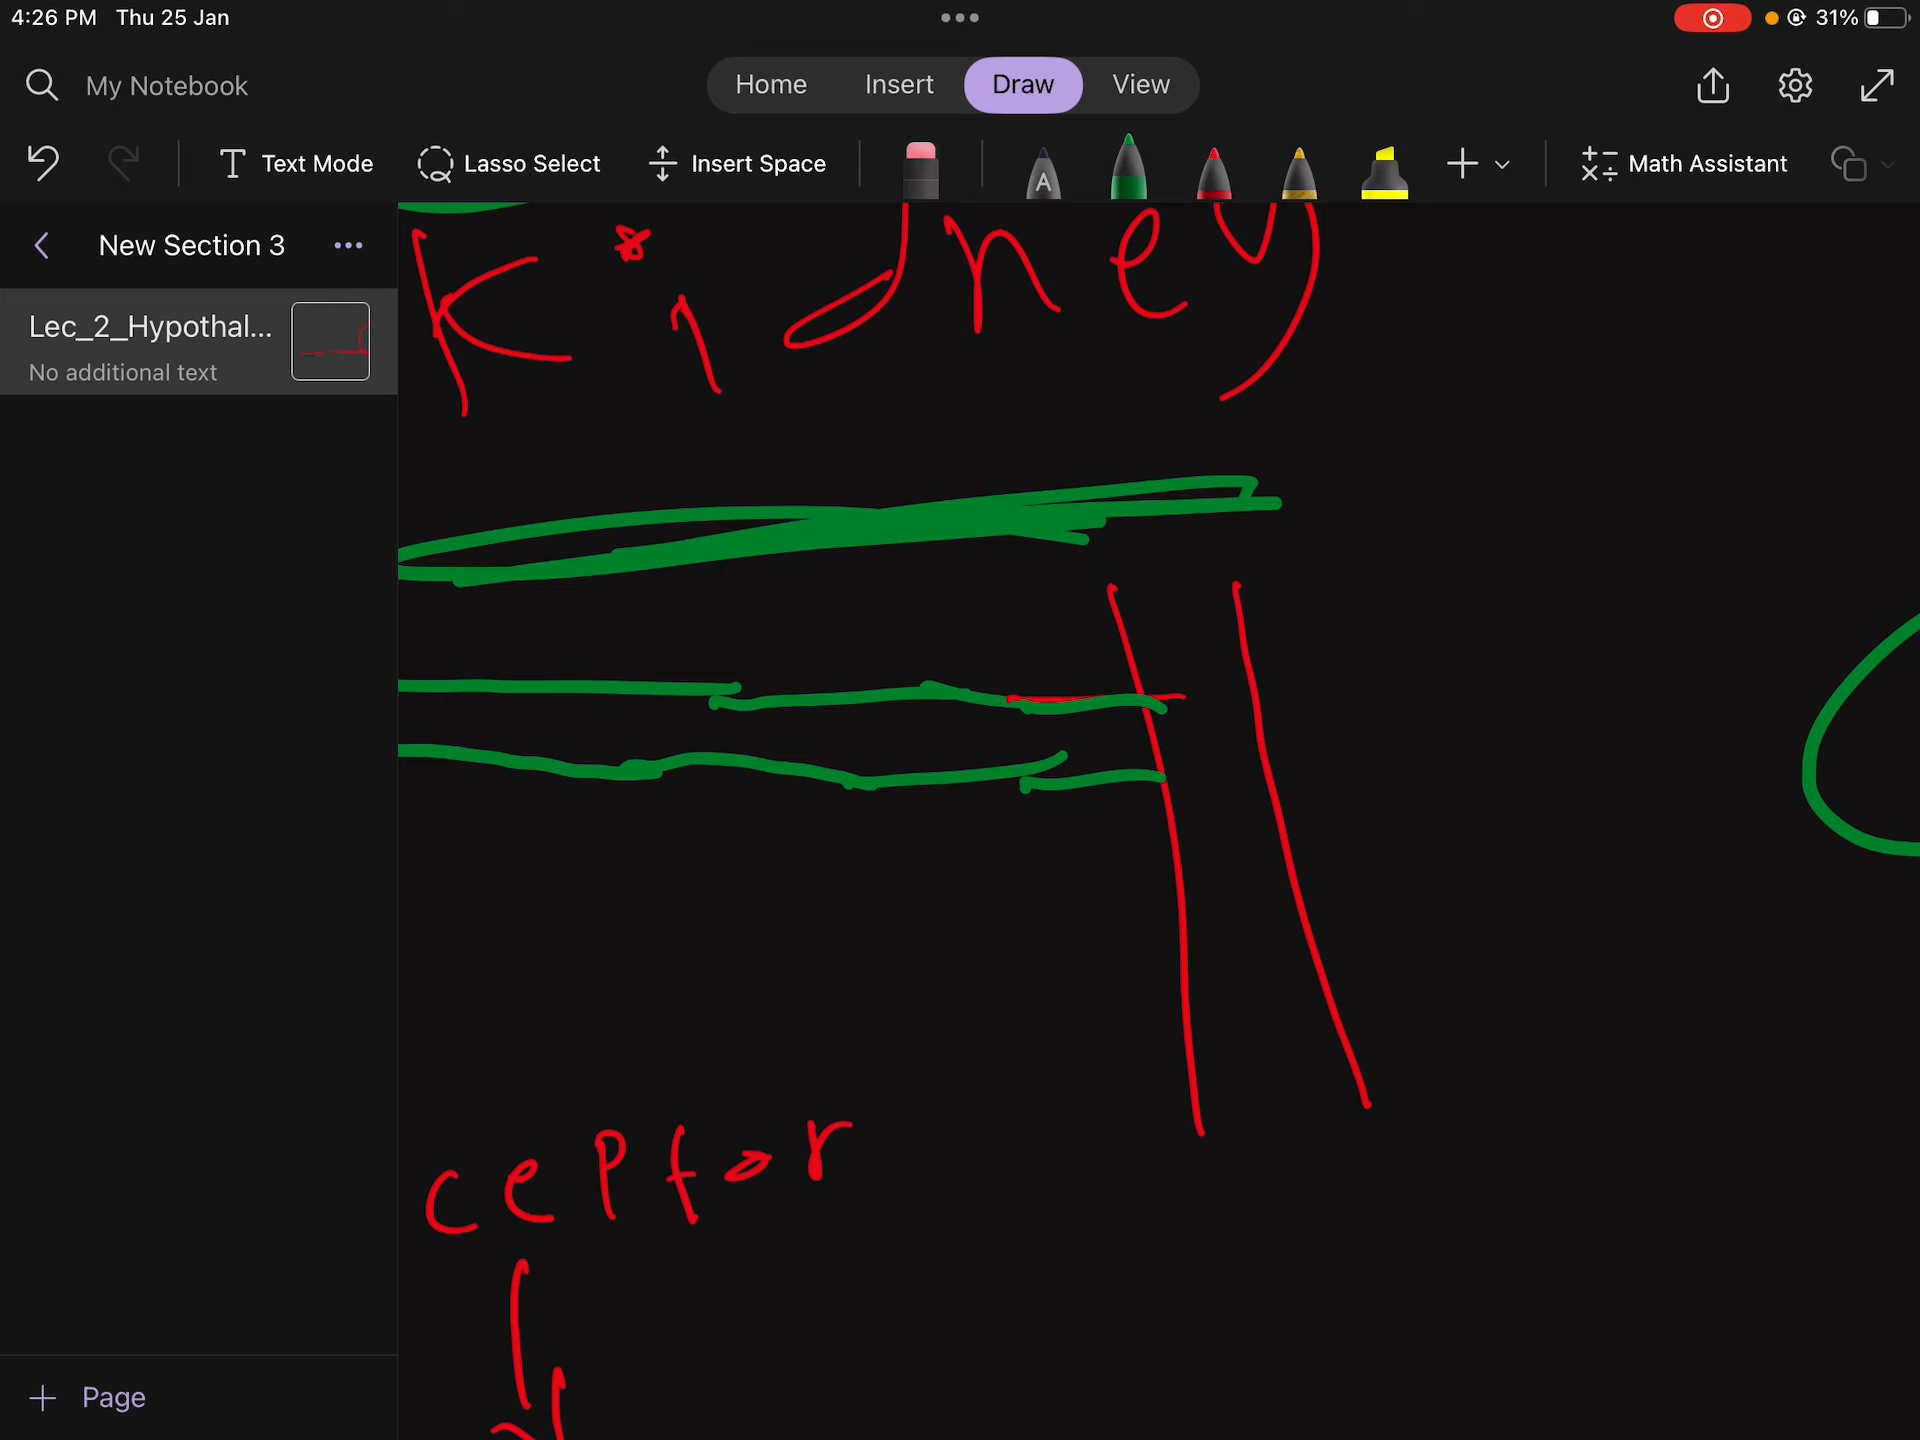 4:26 PM Thu 25 Jan 31%
My Notebook Home Insert Draw View
Text Mode Lasso Select Insert Space A Math Assistant
New Section 3
Lec_2_Hypothal...
No additional text
Kidney
ceptor
Page